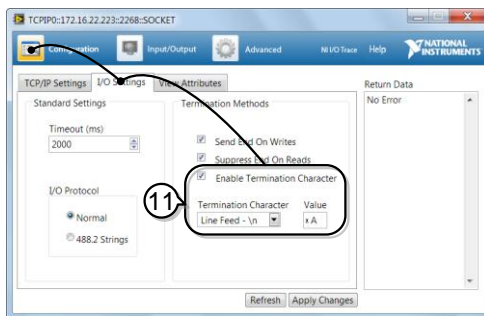 TCPIP0::172.16.22.223::2268::SOCKET
Configuration Input/Output Advanced NI I/O Trace Help NATIONAL INSTRUMENTS
TCP/IP Settings I/O Settings View Attributes
Return Data
No Error
Standard Settings
Timeout (ms)
2000
I/O Protocol
Normal
488.2 Strings
Termination Methods
Send End On Writes
Suppress End On Reads
Enable Termination Character
11
Termination Character Value
Line Feed - \n x A
Refresh Apply Changes